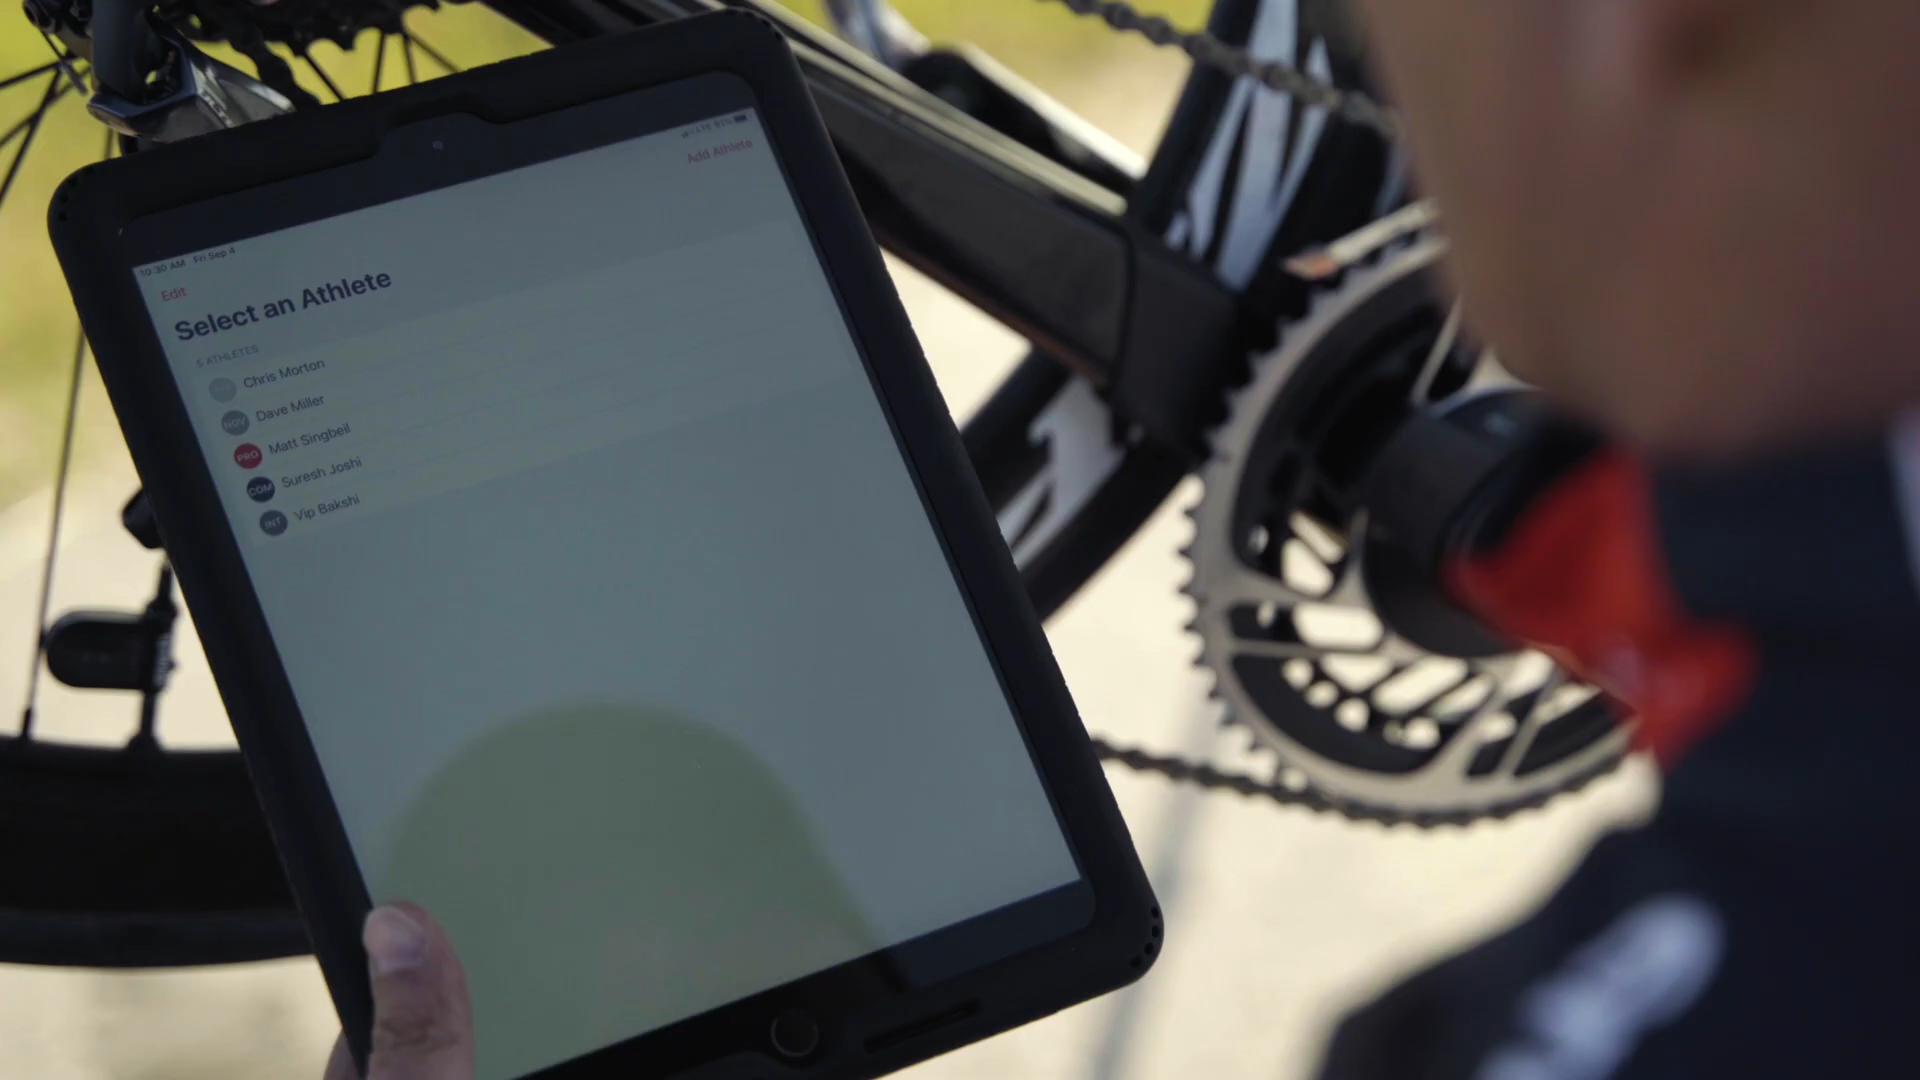 10:30 AM Fri Sep 4
Edit
Add Athlete
Select an Athlete
5 ATHLETES
Chris Morton
NOV Dave Miller
PRO Matt Singbeil
COM Suresh Joshi
INT Vip Bakshi